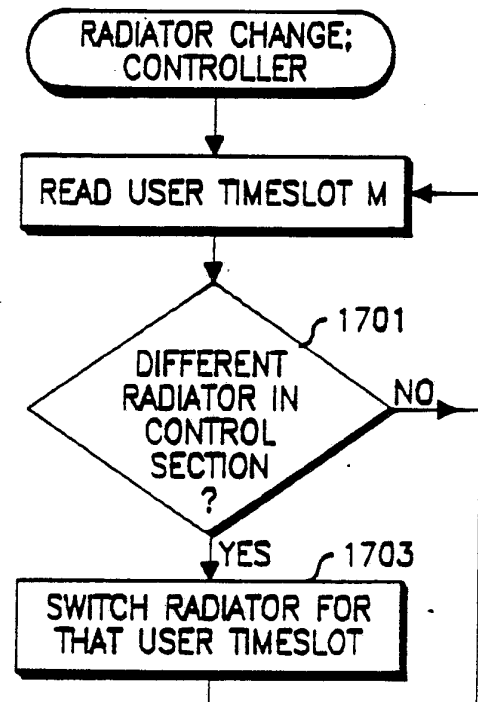 RADIATOR CHANGE;
CONTROLLER
READ USER TIMESLOT M
1701
DIFFERENT
RADIATOR IN
CONTROL
SECTION
?
NO
YES
1703
SWITCH RADIATOR FOR
THAT USER TIMESLOT